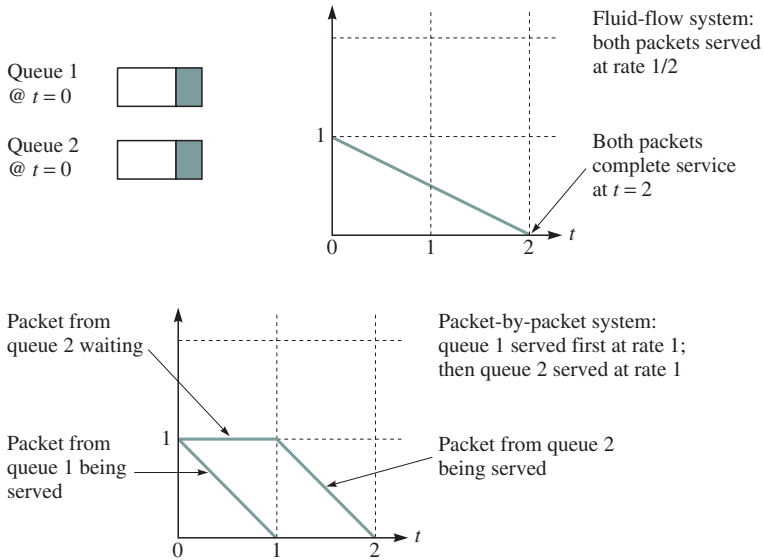 Queue 1
@ t = 0
Queue 2
@ t = 0
Fluid-flow system:
both packets served
at rate 1/2
Both packets
complete service
at t = 2
1
0
1
2
t
Packet from
queue 2 waiting
Packet from
queue 1 being
served
Packet-by-packet system:
queue 1 served first at rate 1;
then queue 2 served at rate 1
Packet from queue 2
being served
1
0
1
2
t